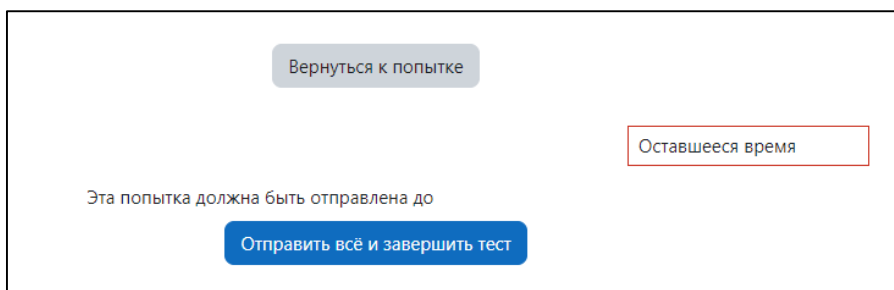 Вернуться к попытке
Оставшееся время
Эта попытка должна быть отправлена до
Отправить всё и завершить тест